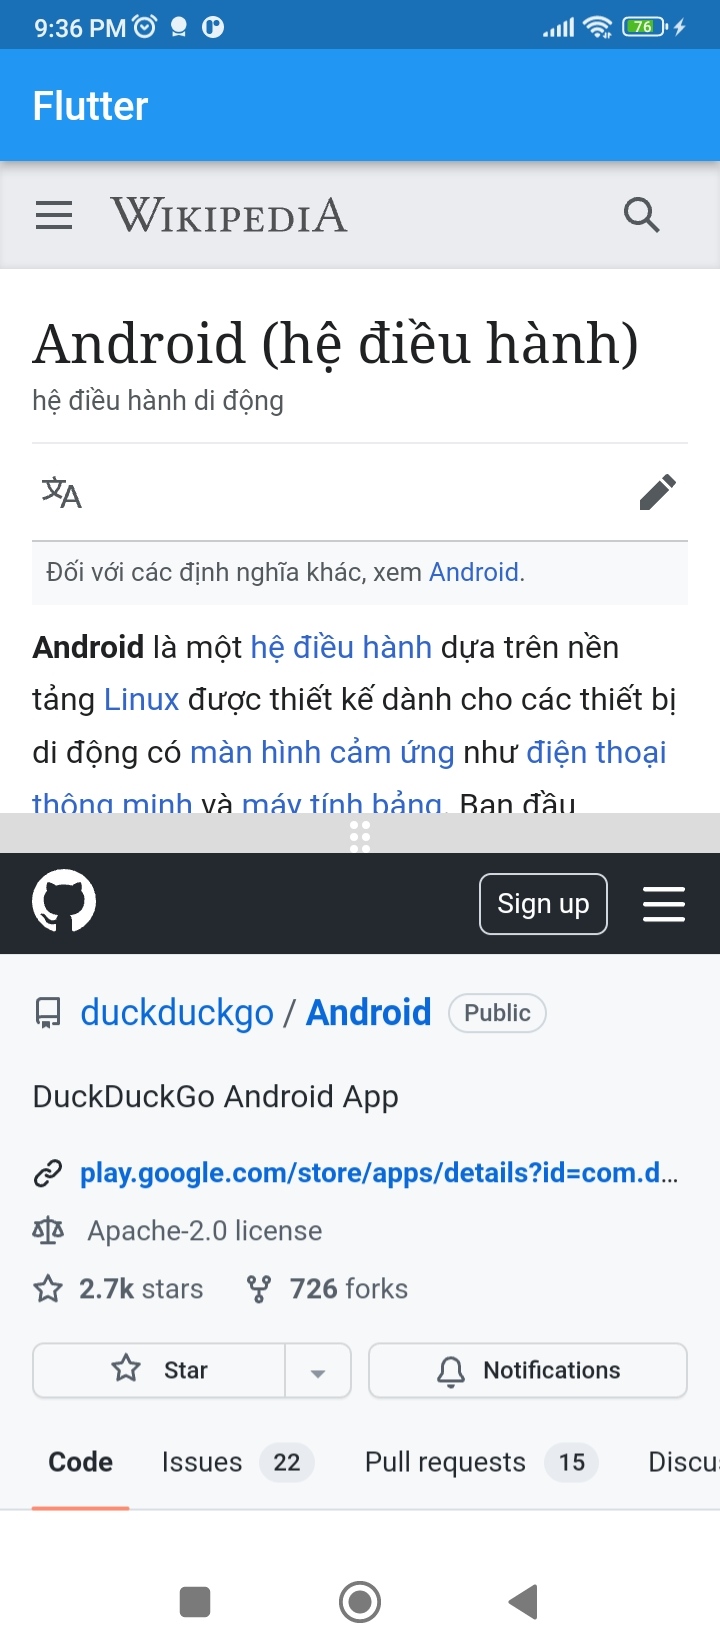 9:36 PM
76
Flutter
WIKIPEDIA
Android (hệ điều hành)
hệ điều hành di động
Đối với các định nghĩa khác, xem Android.
Android là một hệ điều hành dựa trên nền
tảng Linux được thiết kế dành cho các thiết bị
di động có màn hình cảm ứng như điện thoại
thông minh và máy tính bảng. Ban đầu
Sign up
duckduckgo / Android Public
DuckDuckGo Android App
play.google.com/store/apps/details?id=com.d...
Apache-2.0 license
2.7k stars 726 forks
Star Notifications
Code Issues 22 Pull requests 15 Discu